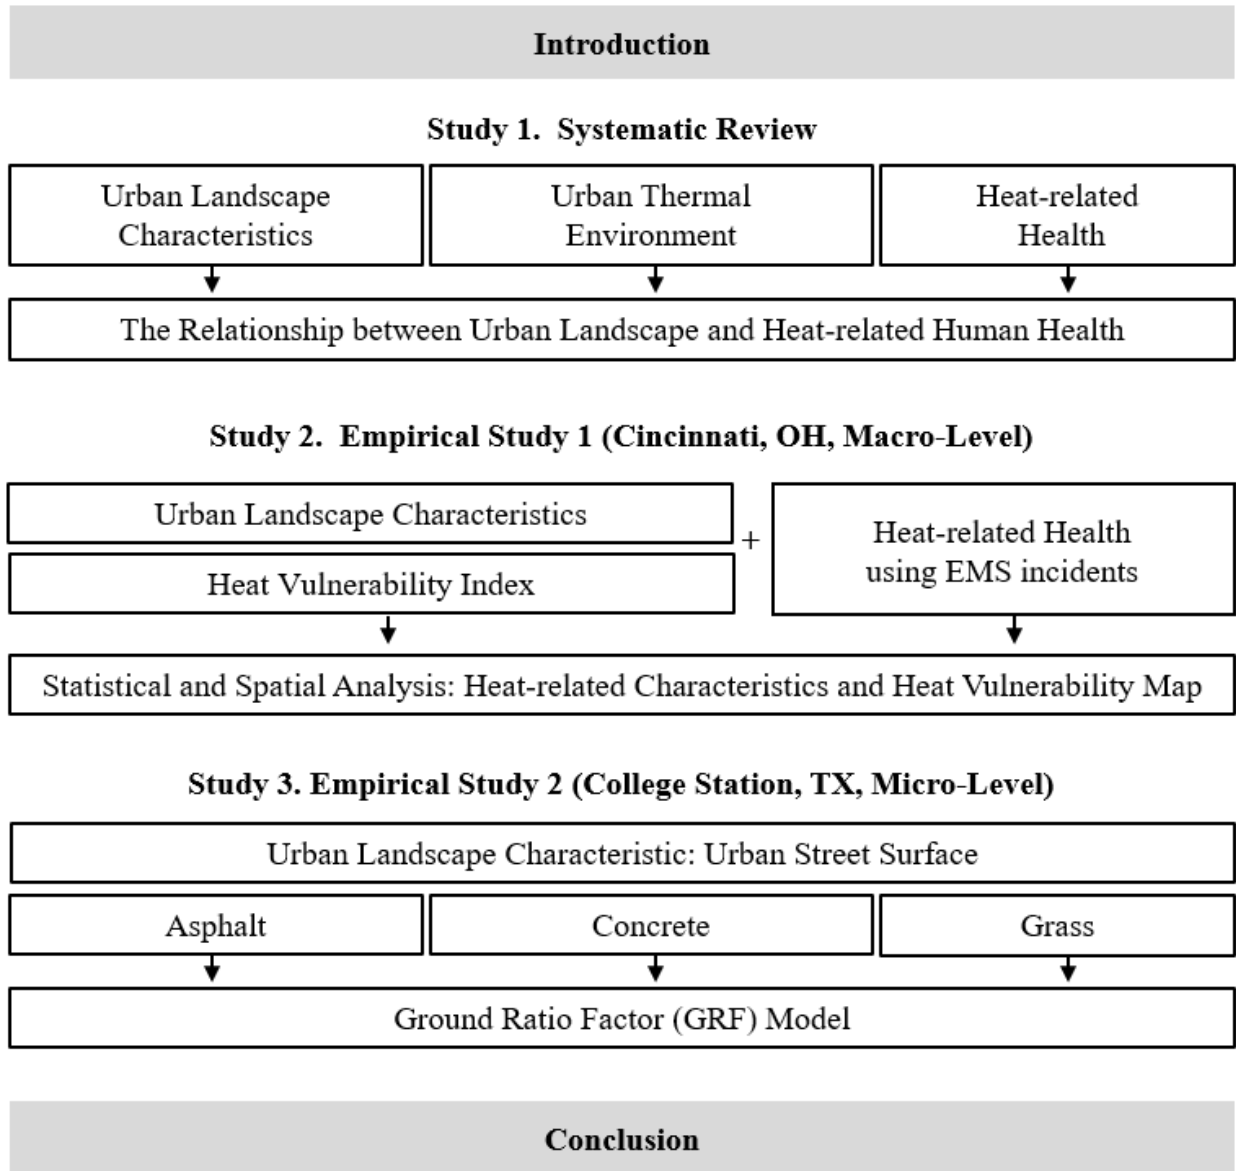 Introduction
Study 1.  Systematic Review
Urban Landscape
Characteristics
Urban Thermal
Environment
Heat-related
Health
The Relationship between Urban Landscape and Heat-related Human Health
Study 2.  Empirical Study 1 (Cincinnati, OH, Macro-Level)
Urban Landscape Characteristics
Heat Vulnerability Index
+
Heat-related Health
using EMS incidents
Statistical and Spatial Analysis: Heat-related Characteristics and Heat Vulnerability Map
Study 3. Empirical Study 2 (College Station, TX, Micro-Level)
Urban Landscape Characteristic: Urban Street Surface
Asphalt
Concrete
Grass
Ground Ratio Factor (GRF) Model
Conclusion